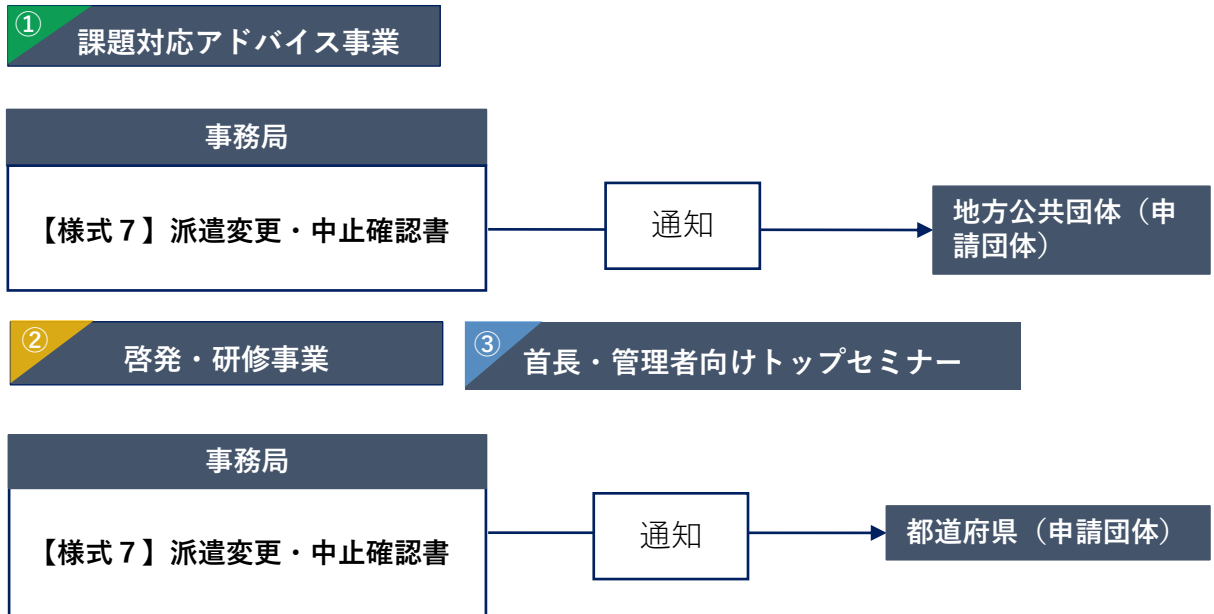 ①
課題対応アドバイス事業
事務局
【様式７】派遣変更・中止確認書
通知
地方公共団体（申
請団体）
②
啓発・研修事業
③
首長・管理者向けトップセミナー
事務局
【様式７】派遣変更・中止確認書
通知
都道府県（申請団体）